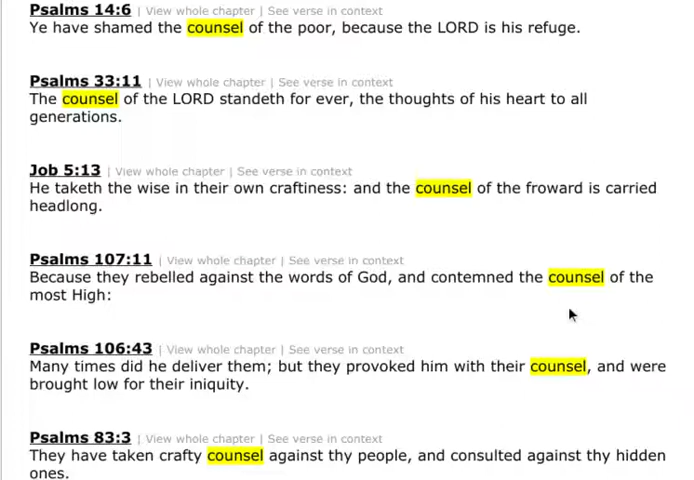 Psalms 14:6 | View whole chapter | See verse in context
Ye have shamed the counsel of the poor, because the LORD is his refuge.
Psalms 33:11 | View whole chapter | See verse in context
The counsel of the LORD standeth for ever, the thoughts of his heart to all
generations.
Job 5:13 | View whole chapter | See verse in context
He taketh the wise in their own craftiness: and the counsel of the froward is carried
headlong.
Psalms 107:11 | View whole chapter | See verse in context
Because they rebelled against the words of God, and contemned the counsel of the
most High:
Psalms 106:43 | View whole chapter | See verse in context
Many times did he deliver them; but they provoked him with their counsel, and were
brought low for their iniquity.
Psalms 83:3 | View whole chapter | See verse in context
They have taken crafty counsel against thy people, and consulted against thy hidden
ones.